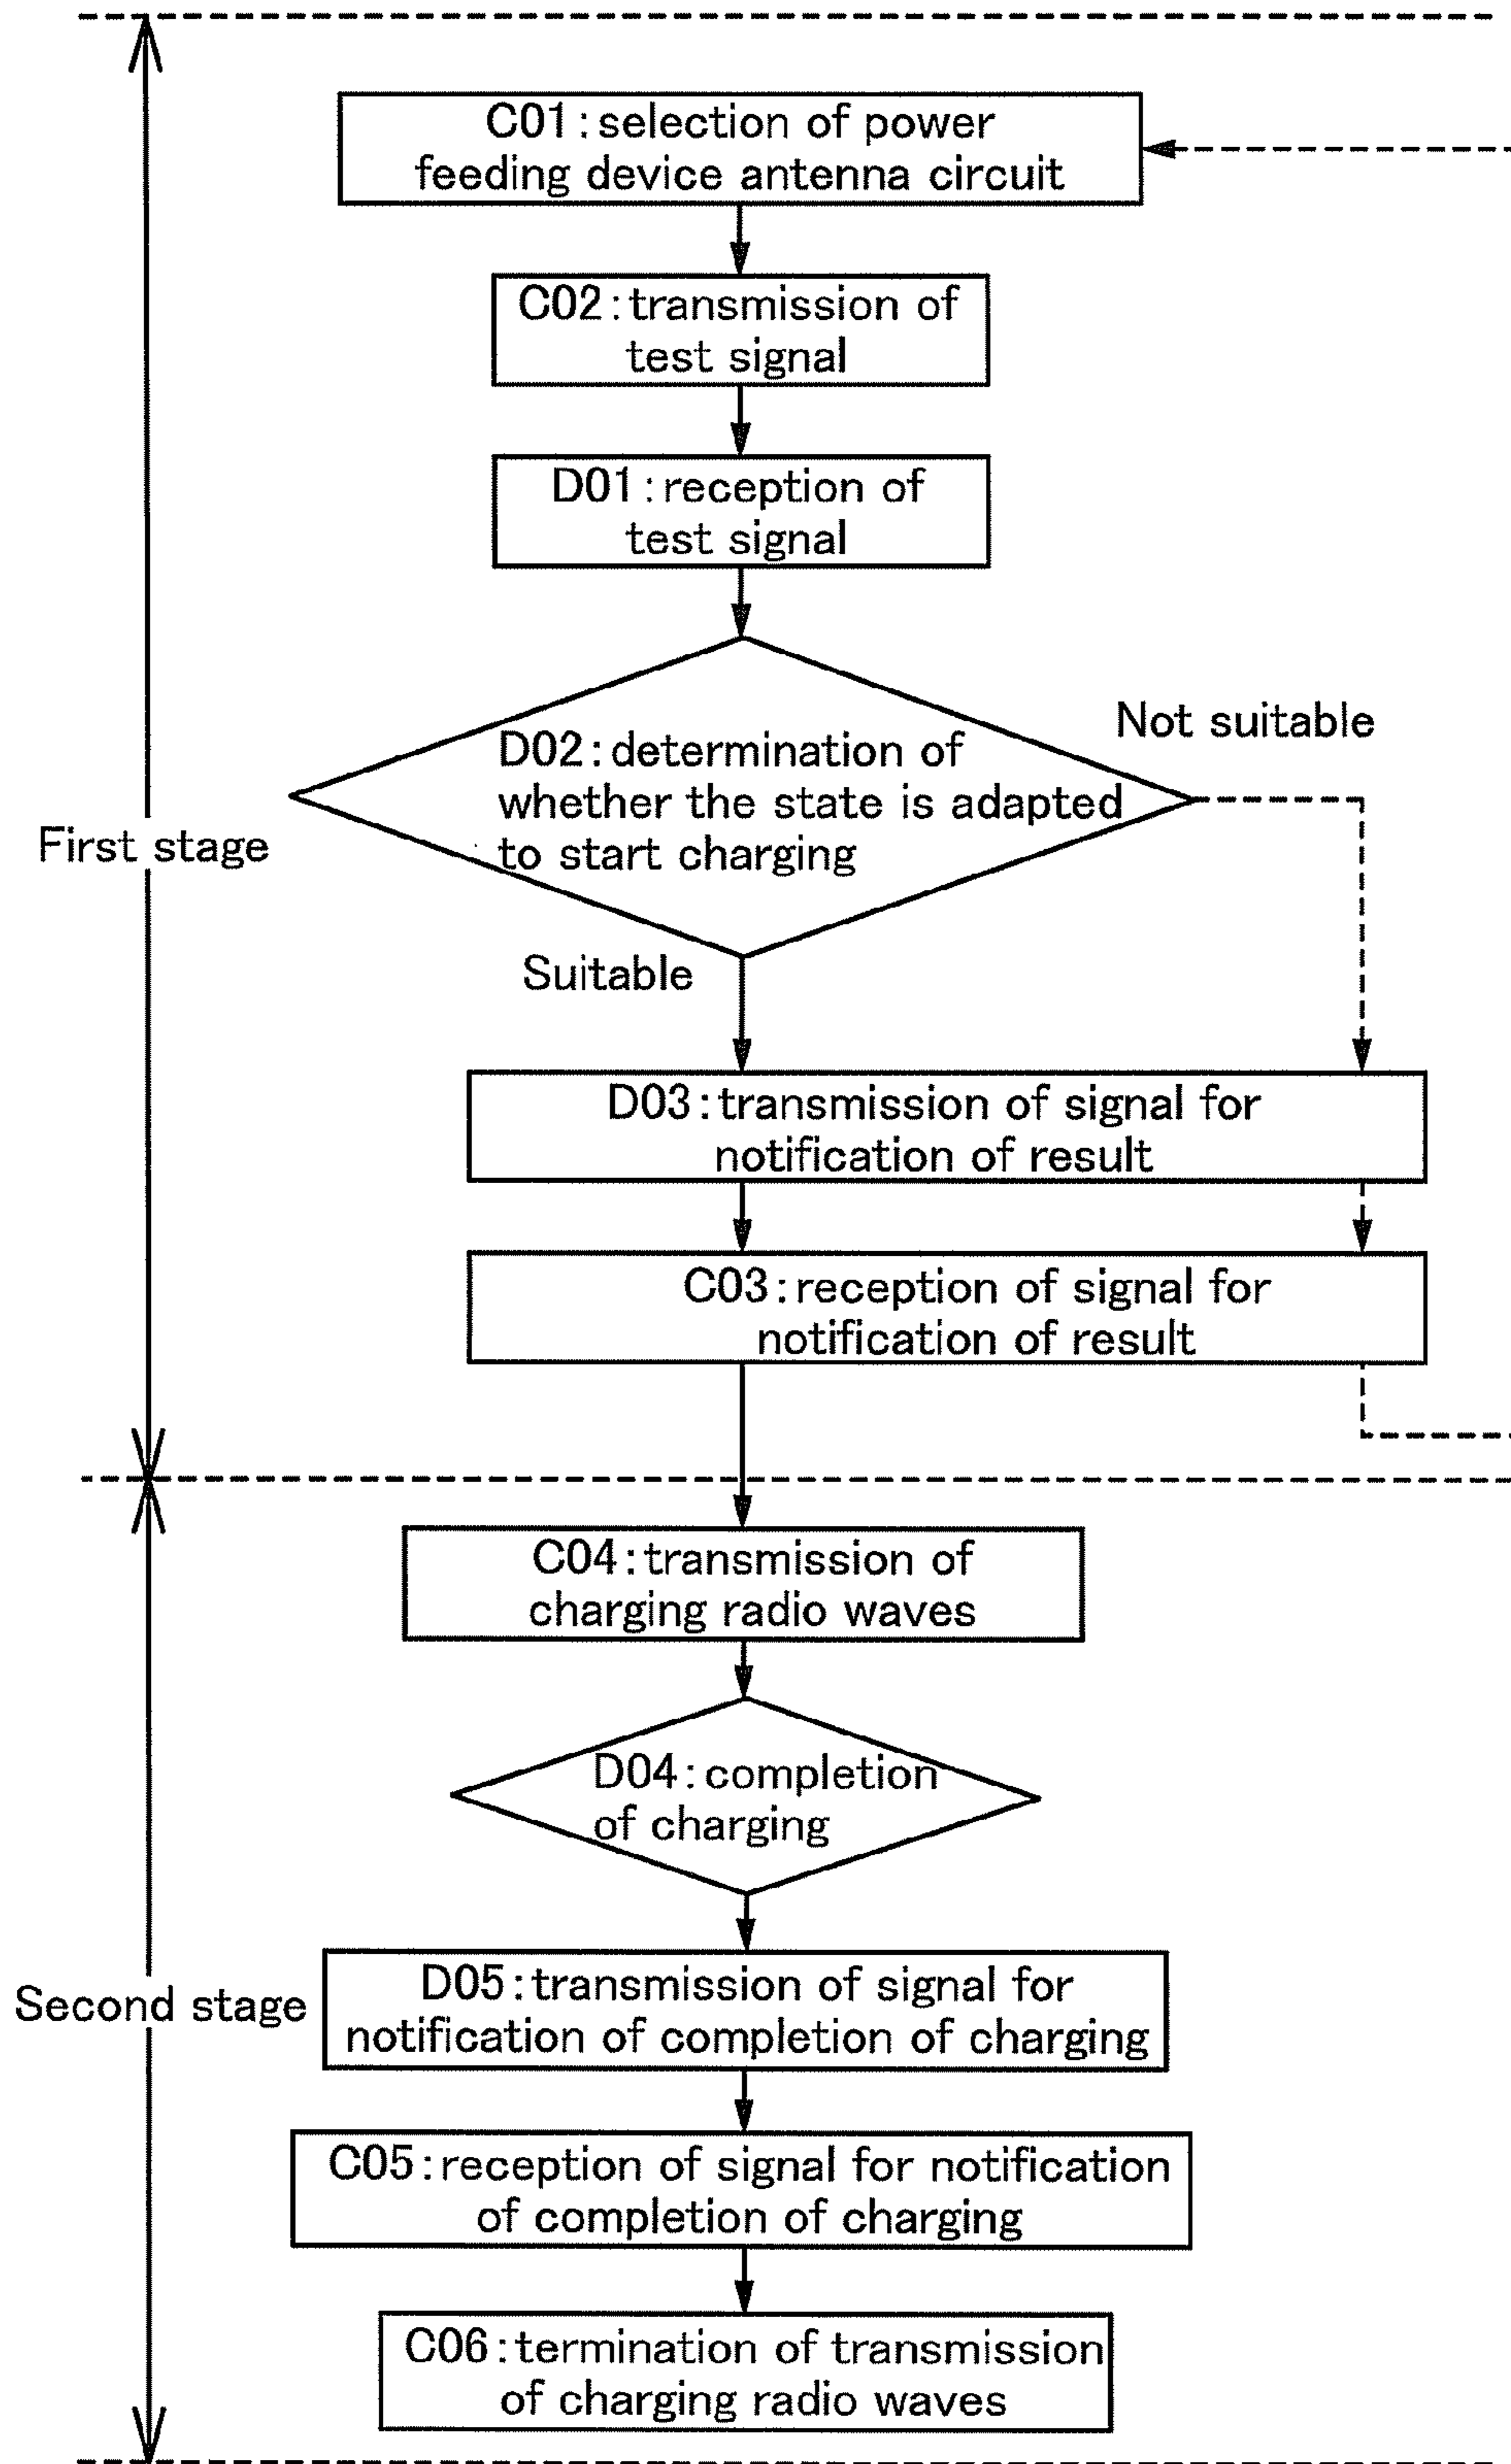 C01:selection of power
feeding device antenna circuit
C02:transmission of
test signal
D01:reception of
test signal
Not suitable
D02:determination of
whether the state is adapted
to start charging
First stage
Suitable
D03:transmission of signal for
notification of result
C03:reception of signal for
notification of result
C04:transmission of
charging radio waves
D04:completion
of charging
Second stage
D05:transmission of signal for
notification of completion of charging
C05:reception of signal for notification
of completion of charging
C06:termination of transmission
of charging radio waves